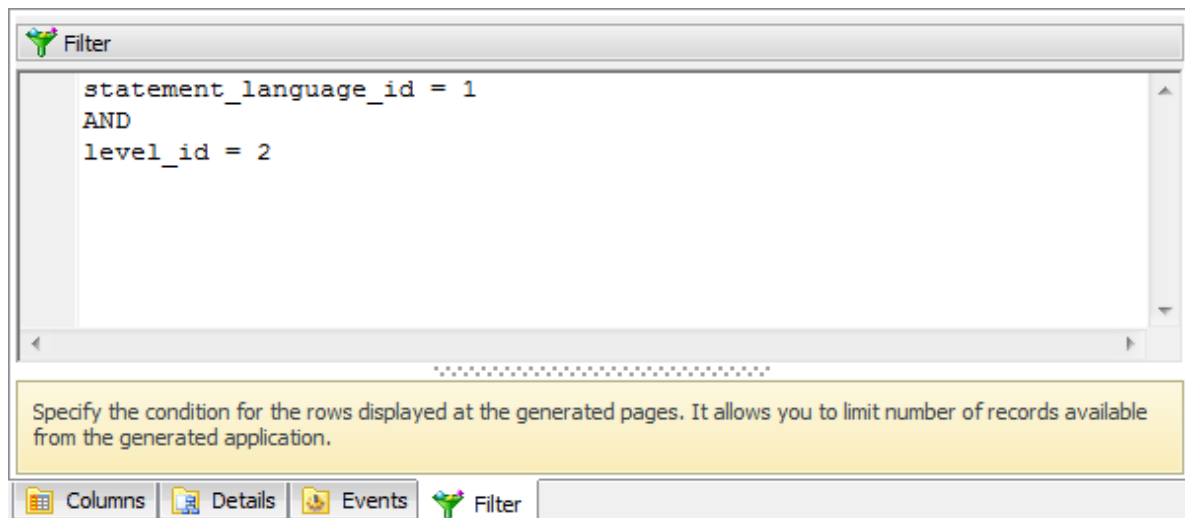 Filter
statement_language_id = 1
AND
level_id = 2
Specify the condition for the rows displayed at the generated pages. It allows you to limit number of records available
from the generated application.
Columns Details Events Filter